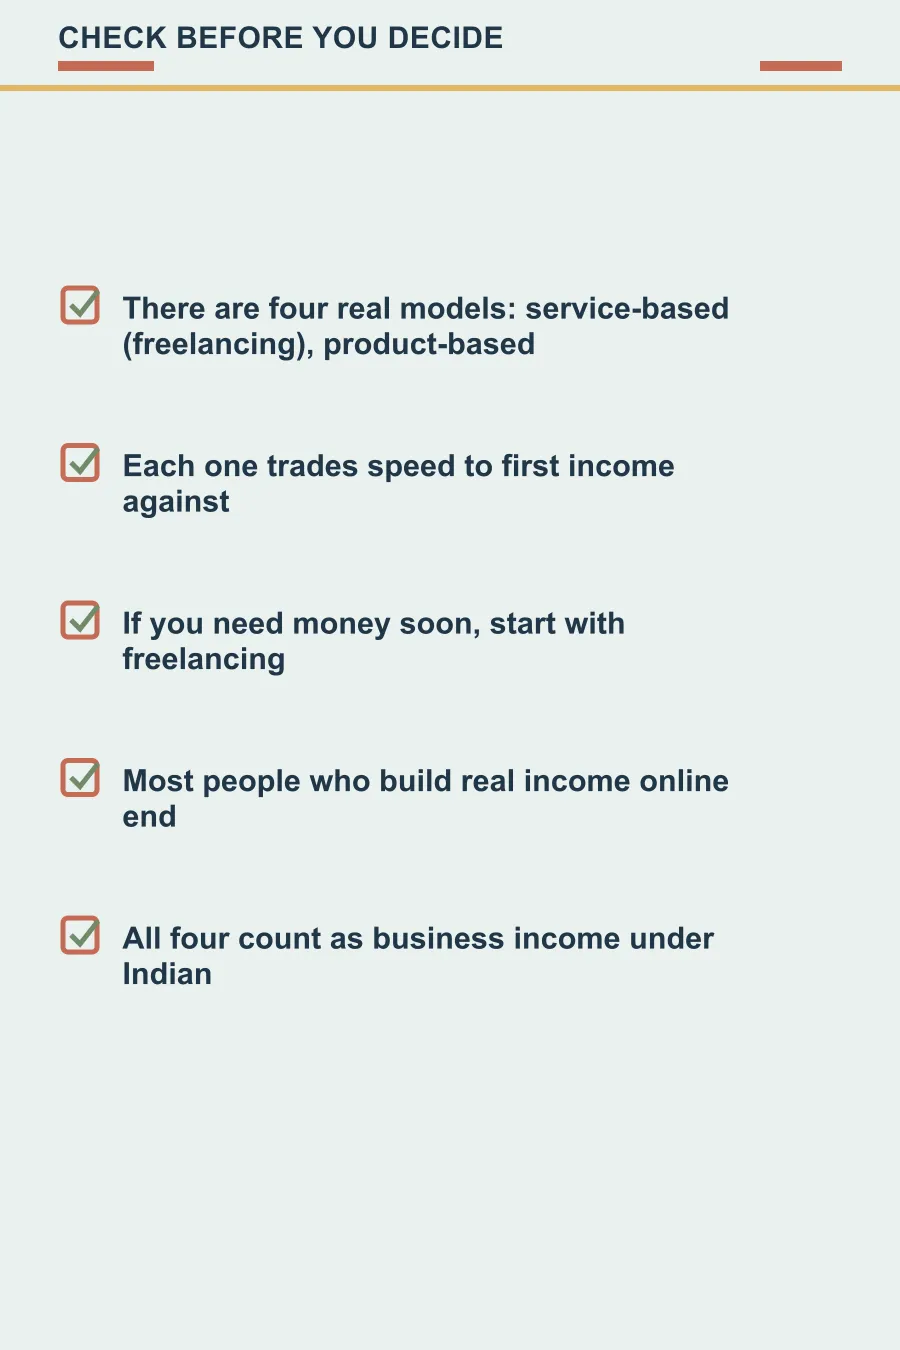 CHECK BEFORE YOU DECIDE
There are four real models: service-based
(freelancing), product-based
Each one trades speed to first income
against
If you need money soon, start with
freelancing
Most people who build real income online
end
All four count as business income under
Indian